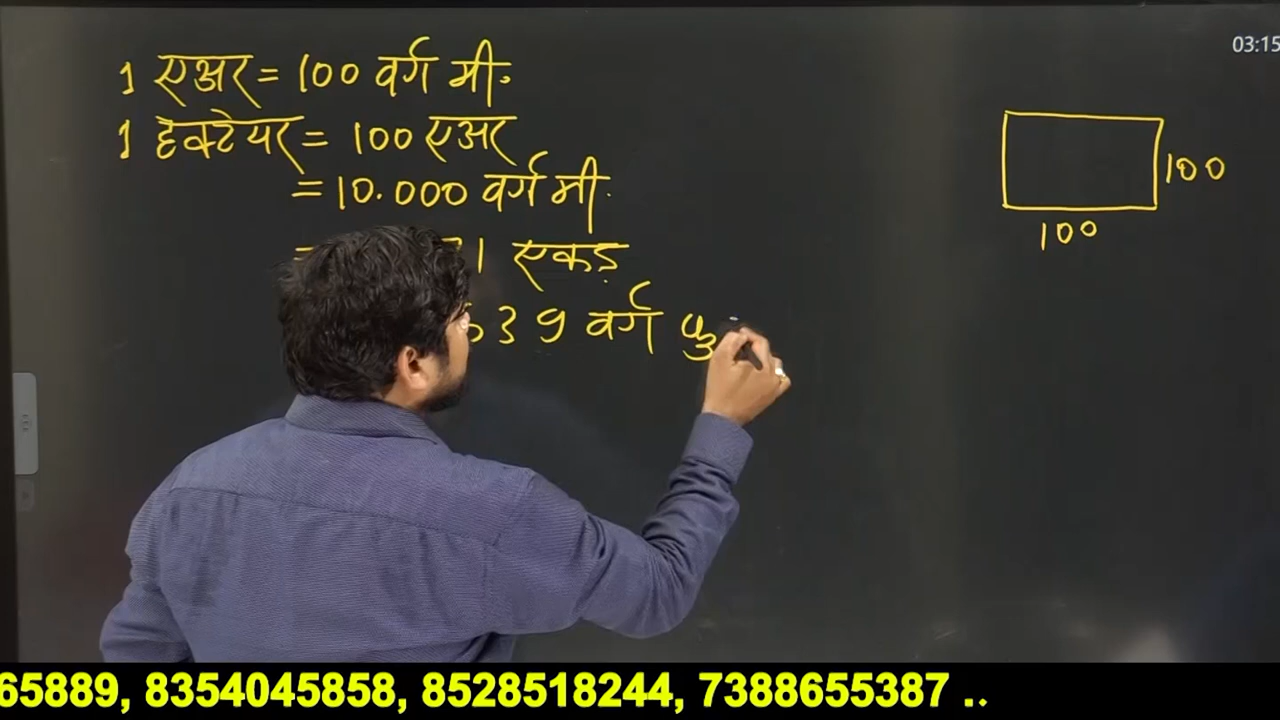 03:15
1 एअर = 100 वर्ग मी.
1 हेक्टेयर = 100 एअर
= 10.000 वर्ग मी.
= 1 एकड़
39 वर्ग
100
100
65889, 8354045858, 8528518244, 7388655387 ..